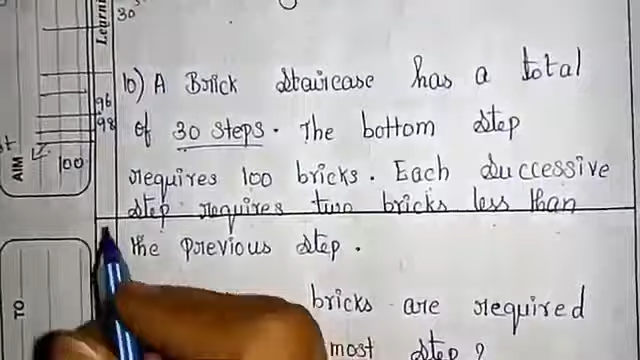 Learni
30
96
98
AIM
100
TO
10) A Brick staircase has a total
of 30 steps. The bottom step
requires 100 bricks. Each successive
step requires two bricks less than
the previous step.
bricks are required
most step?